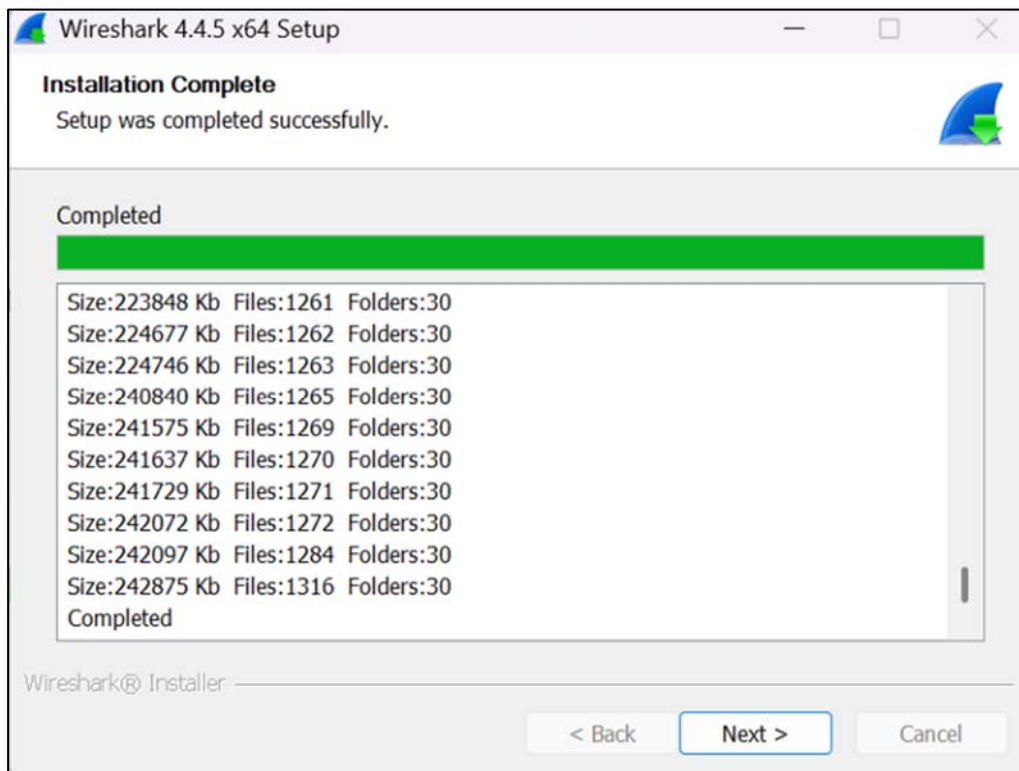 Wireshark 4.4.5 x64 Setup
Installation Complete
Setup was completed successfully.
Completed
Size:223848 Kb Files:1261 Folders:30
Size:224677 Kb Files:1262 Folders:30
Size:224746 Kb Files:1263 Folders:30
Size:240840 Kb Files:1265 Folders:30
Size:241575 Kb Files:1269 Folders:30
Size:241637 Kb Files:1270 Folders:30
Size:241729 Kb Files:1271 Folders:30
Size:242072 Kb Files:1272 Folders:30
Size:242097 Kb Files:1284 Folders:30
Size:242875 Kb Files:1316 Folders:30
Completed
Wireshark® Installer
< Back Next > Cancel